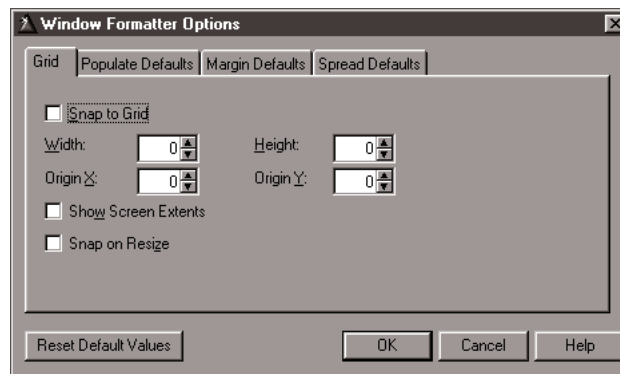 Window Formatter Options
Grid Populate Defaults Margin Defaults Spread Defaults
Snap to Grid
Width: 0 Height: 0
Origin X: 0 Origin Y: 0
Show Screen Extents
Snap on Resize
Reset Default Values OK Cancel Help